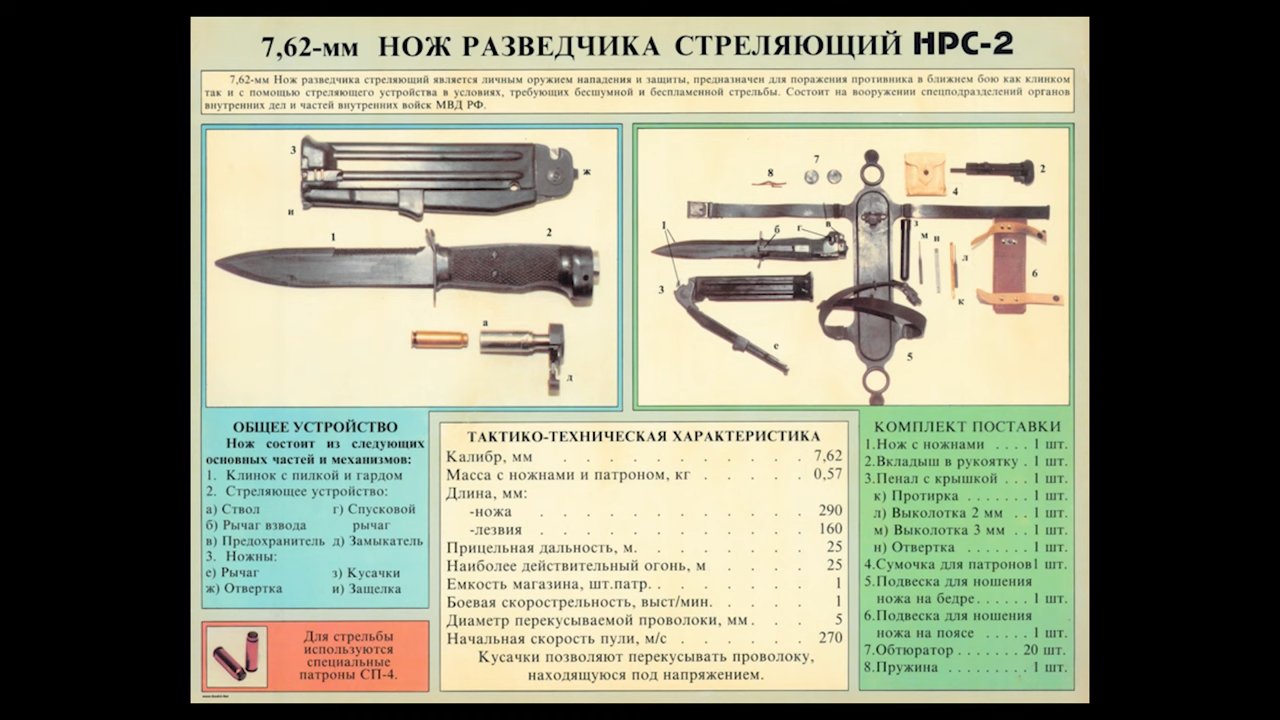 7,62-мм НОЖ РАЗВЕДЧИКА СТРЕЛЯЮЩИЙ НРС-2
7,62-мм Нож разведчика стреляющий является личным оружием нападения и защиты, предназначен для поражения противника в ближнем бою как клинком
так и с помощью стреляющего устройства в условиях, требующих бесшумной и беспламенной стрельбы. Состоит на вооружении спецподразделений органов
внутренних дел и частей внутренних войск МВД РФ.
З
ж
и
1
2
а
д
8
7
4
2
1
б
г
в
з
м
и
л
к
6
3
е
5
ОБЩЕЕ УСТРОЙСТВО
Нож состоит из следующих
основных частей и механизмов:
1. Клинок с пилкой и гардом
2. Стреляющее устройство:
а) Ствол г) Спусковой
б) Рычаг взвода рычаг
в) Предохранитель д) Замыкатель
3. Ножны:
е) Рычаг з) Кусачки
ж) Отвертка и) Защелка
Для стрельбы
используются
специальные
патроны СП-4.
ТАКТИКО-ТЕХНИЧЕСКАЯ ХАРАКТЕРИСТИКА
Калибр, мм . . . . . . . . . . 7,62
Масса с ножнами и патроном, кг . . . . . 0,57
Длина, мм:
-ножа . . . . . . . . . . . 290
-лезвия . . . . . . . . . . 160
Прицельная дальность, м. . . . . . . . 25
Наиболее действительный огонь, м . . . . 25
Емкость магазина, шт.патр. . . . . . . 1
Боевая скорострельность, выст/мин. . . . . 1
Диаметр перекусываемой проволоки, мм . . . 5
Начальная скорость пули, м/с . . . . . . 270
Кусачки позволяют перекусывать проволоку,
находящуюся под напряжением.
КОМПЛЕКТ ПОСТАВКИ
1.Нож с ножнами . . . . 1 шт.
2.Вкладыш в рукоятку . 1 шт.
3.Пенал с крышкой . . . 1 шт.
к) Протирка . . . . . . . 1 шт.
л) Выколотка 2 мм . . 1 шт.
м) Выколотка 3 мм . . 1 шт.
н) Отвертка . . . . . . . 1 шт.
4.Сумочка для патронов1 шт.
5.Подвеска для ношения
ножа на бедре. . . . . . 1 шт.
6.Подвеска для ношения
ножа на поясе . . . . . 1 шт.
7.Обтюратор . . . . . . . 20 шт.
8.Пружина . . . . . . . . . 1 шт.